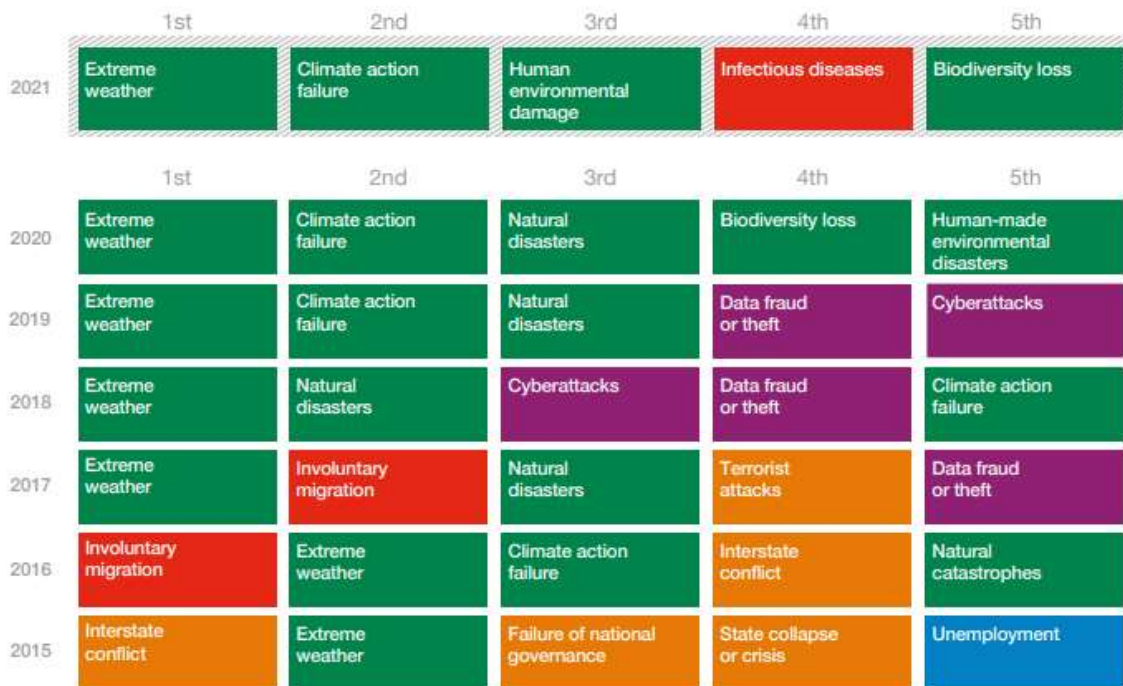 1st 2nd 3rd 4th 5th
2021
Extreme
weather
Climate action
failure
Human
environmental
damage
Infectious diseases
Biodiversity loss
1st 2nd 3rd 4th 5th
2020
Extreme
weather
Climate action
failure
Natural
disasters
Biodiversity loss
Human-made
environmental
disasters
2019
Extreme
weather
Climate action
failure
Natural
disasters
Data fraud
or theft
Cyberattacks
2018
Extreme
weather
Natural
disasters
Cyberattacks
Data fraud
or theft
Climate action
failure
2017
Extreme
weather
Involuntary
migration
Natural
disasters
Terrorist
attacks
Data fraud
or theft
2016
Involuntary
migration
Extreme
weather
Climate action
failure
Interstate
conflict
Natural
catastrophes
2015
Interstate
conflict
Extreme
weather
Failure of national
governance
State collapse
or crisis
Unemployment